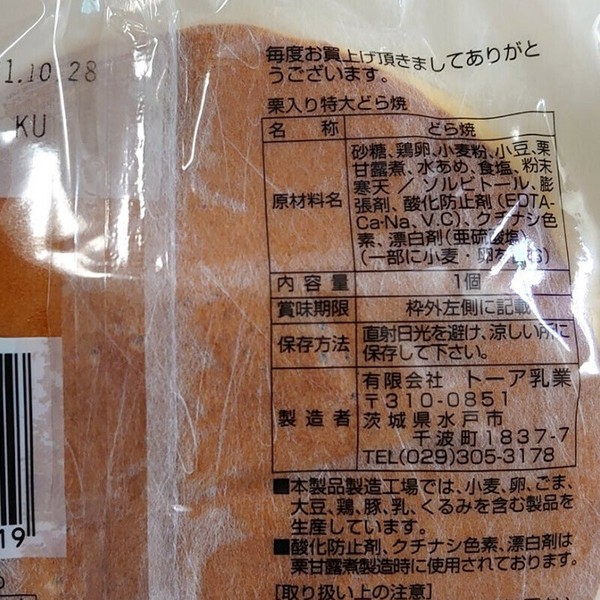 毎度お買上げ頂きましてありがと
うございます。
1.10.28
KU
栗入り特大どら焼
名 称 どら焼
原材料名 砂糖、鶏卵、小麦粉、小豆、栗
甘露煮、水あめ、食塩、粉末
寒天／ソルビトール、膨
張剤、酸化防止剤(EDTA-
Ca・Na、V.C)、クチナシ色
素、漂白剤(亜硫酸塩)
(一部に小麦・卵を含む)
内容量 1個
賞味期限 枠外左側に記載
保存方法 直射日光を避け、涼しい所に
保存して下さい。
製造者 有限会社 トーア乳業
〒310-0851
茨城県水戸市
千波町1837-7
TEL(029)305-3178
■本製品製造工場では、小麦、卵、ごま、
大豆、鶏、豚、乳、くるみを含む製品を
生産しています。
■酸化防止剤、クチナシ色素、漂白剤は
栗甘露煮製造時に使用されております。
[取り扱い上の注意]
19